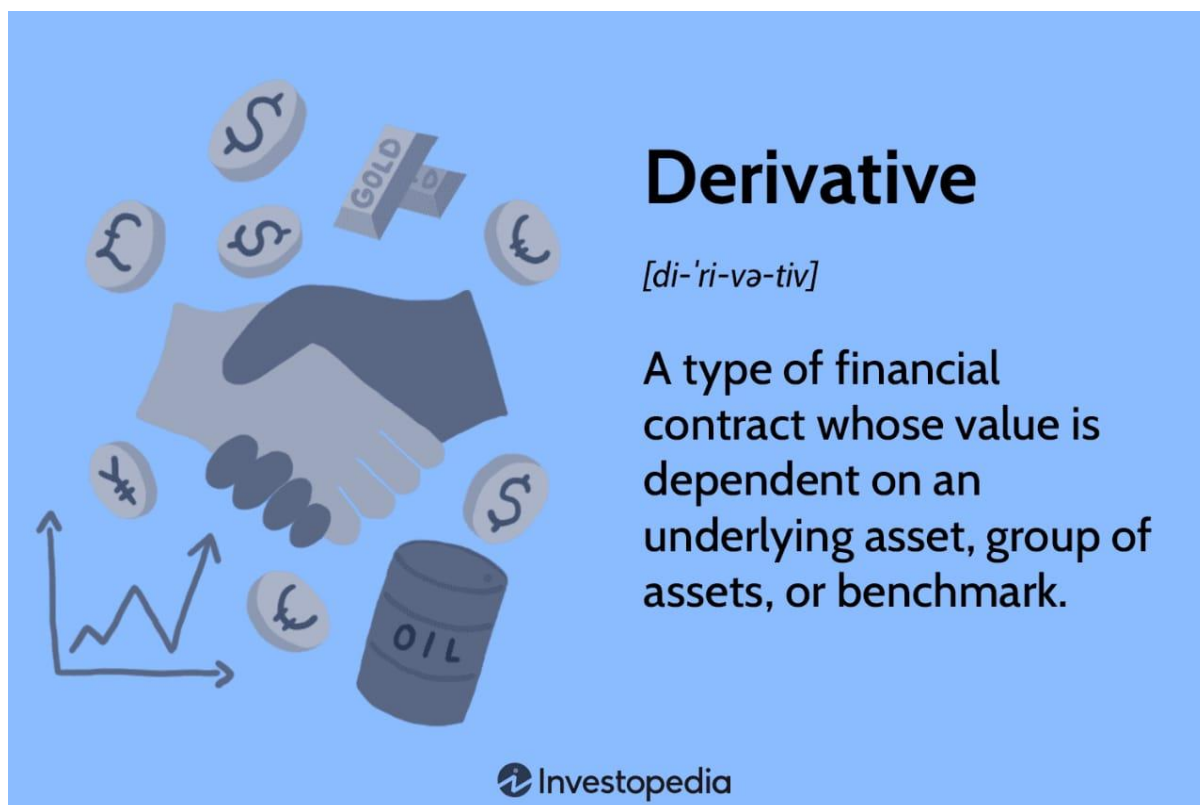 $
GOLD
D
£
$
€
Derivative
[di-ˈri-və-tiv]
A type of financial
contract whose value is
dependent on an
underlying asset, group of
assets, or benchmark.
¥
$
€
OIL
Investopedia